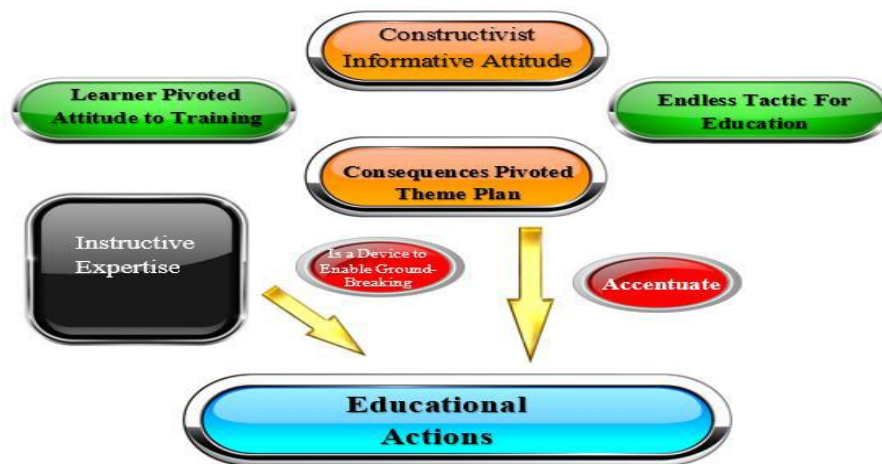 Constructivist
Informative Attitude
Learner Pivoted
Attitude to Training
Endless Tactic For
Education
Consequences Pivoted
Theme Plan
Instructive
Expertise
Is a Device to
Enable Ground-
Breaking
Accentuate
Educational
Actions